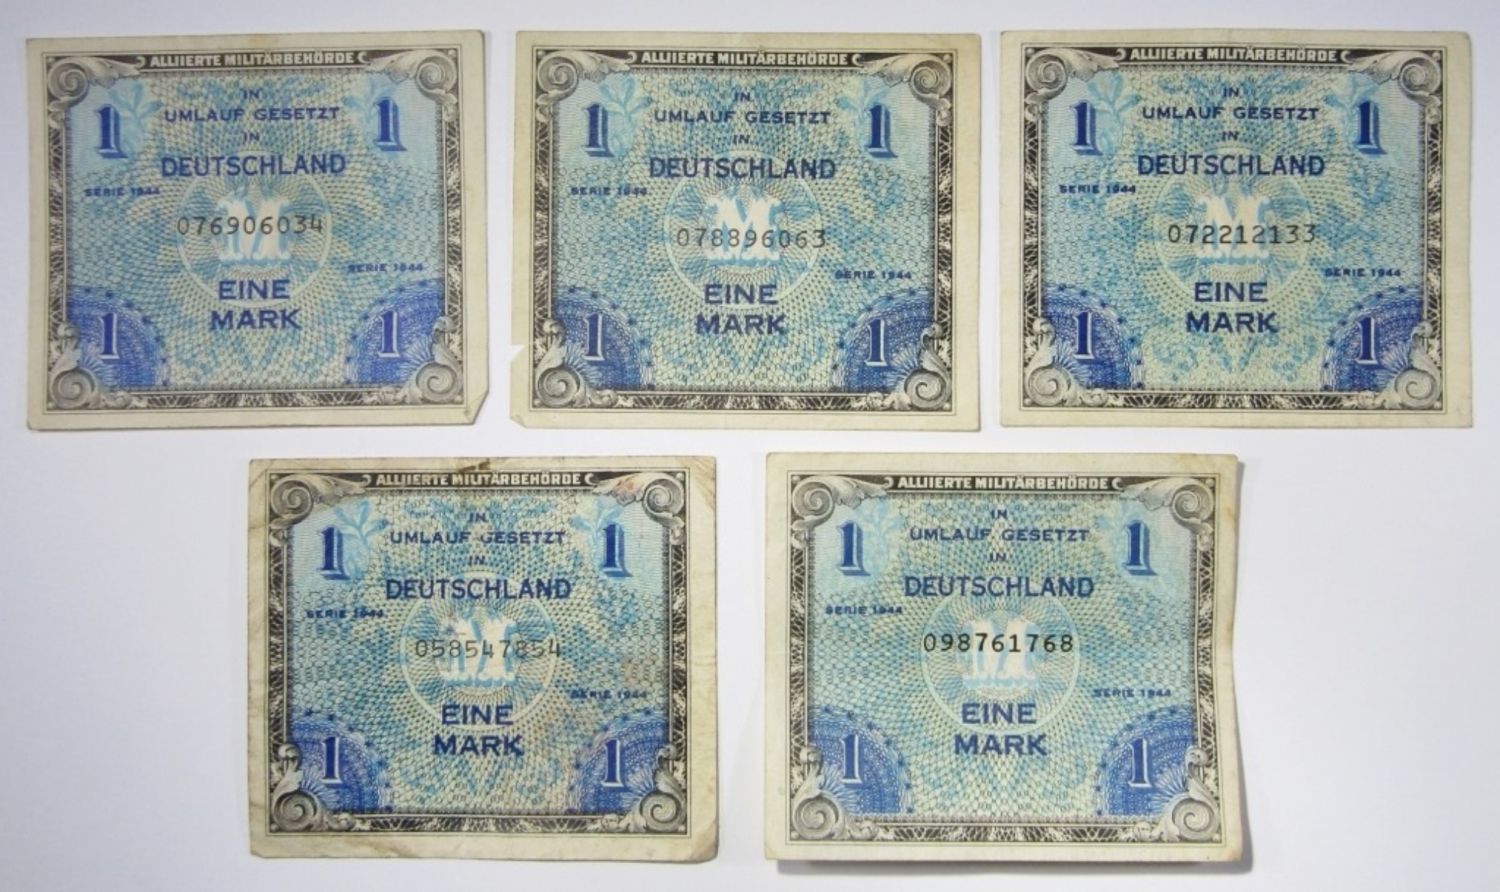 ALLIIERTE MILITÄRBEHÖRDE
IN
1 UMLAUF GESETZT 1
IN
DEUTSCHLAND
SERIE 1944
076906034
SERIE 1944
EINE
1 MARK 1
ALLIIERTE MILITÄRBEHÖRDE
IN
1 UMLAUF GESETZT 1
IN
DEUTSCHLAND
SERIE 1944
M
078896063
SERIE 1944
EINE
1 MARK 1
ALLIIERTE MILITÄRBEHÖRDE
IN
1 UMLAUF GESETZT 1
IN
DEUTSCHLAND
SERIE 1944
M
072212133
SERIE 1944
EINE
1 MARK 1
ALLIIERTE MILITÄRBEHÖRDE
IN
1 UMLAUF GESETZT 1
IN
DEUTSCHLAND
SERIE 1944
M
058547854
SERIE 1944
EINE
1 MARK 1
ALLIIERTE MILITÄRBEHÖRDE
IN
1 UMLAUF GESETZT 1
IN
DEUTSCHLAND
SERIE 1944
M
098761768
SERIE 1944
EINE
1 MARK 1